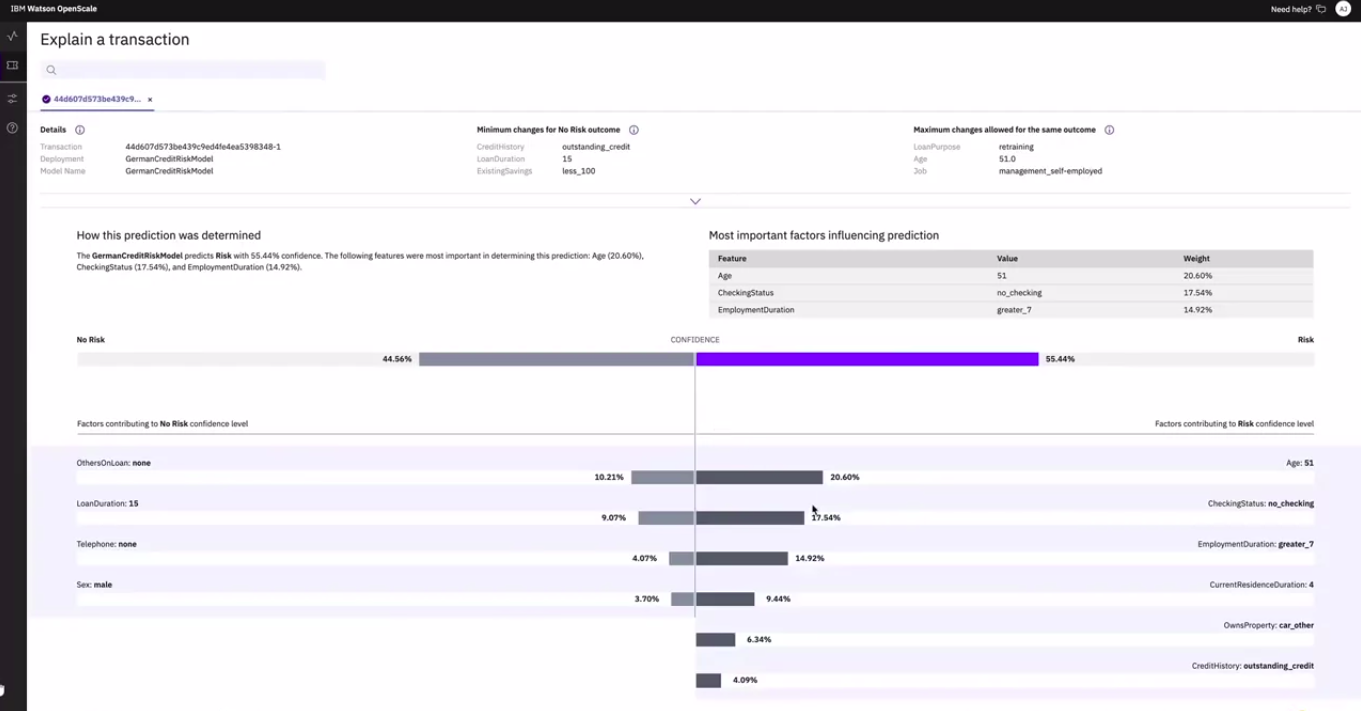 IBM Watson OpenScale
Need help?
AJ
Explain a transaction
44d607d573be439c9... ×
Details
Transaction 44d607d573be439c9ed4fe4ea5398348-1
Deployment GermanCreditRiskModel
Model Name GermanCreditRiskModel
Minimum changes for No Risk outcome
CreditHistory outstanding_credit
LoanDuration 15
ExistingSavings less_100
Maximum changes allowed for the same outcome
LoanPurpose retraining
Age 51.0
Job management_self-employed
How this prediction was determined
The GermanCreditRiskModel predicts Risk with 55.44% confidence. The following features were most important in determining this prediction: Age (20.60%),
CheckingStatus (17.54%), and EmploymentDuration (14.92%).
Most important factors influencing prediction
Feature Value Weight
Age 51 20.60%
CheckingStatus no_checking 17.54%
EmploymentDuration greater_7 14.92%
No Risk CONFIDENCE Risk
44.56% 55.44%
Factors contributing to No Risk confidence level
Factors contributing to Risk confidence level
OthersOnLoan: none Age: 51
10.21% 20.60%
LoanDuration: 15 CheckingStatus: no_checking
9.07% 17.54%
Telephone: none EmploymentDuration: greater_7
4.07% 14.92%
Sex: male CurrentResidenceDuration: 4
3.70% 9.44%
OwnsProperty: car_other
6.34%
CreditHistory: outstanding_credit
4.09%